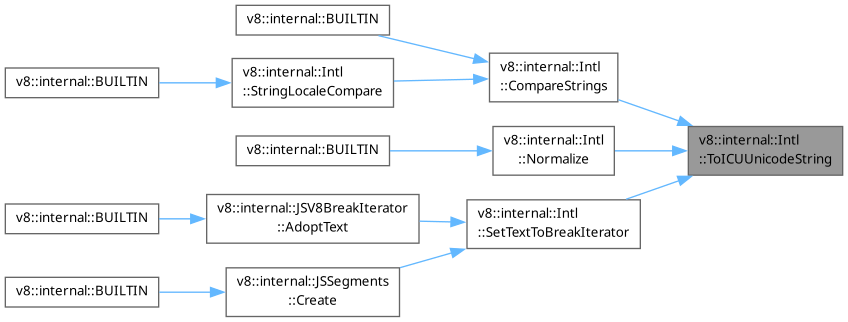 v8::internal::BUILTIN
v8::internal::BUILTIN
v8::internal::Intl
::StringLocaleCompare
v8::internal::Intl
::CompareStrings
v8::internal::BUILTIN
v8::internal::Intl
::Normalize
v8::internal::Intl
::ToICUUnicodeString
v8::internal::BUILTIN
v8::internal::JSV8BreakIterator
::AdoptText
v8::internal::Intl
::SetTextToBreakIterator
v8::internal::BUILTIN
v8::internal::JSSegments
::Create